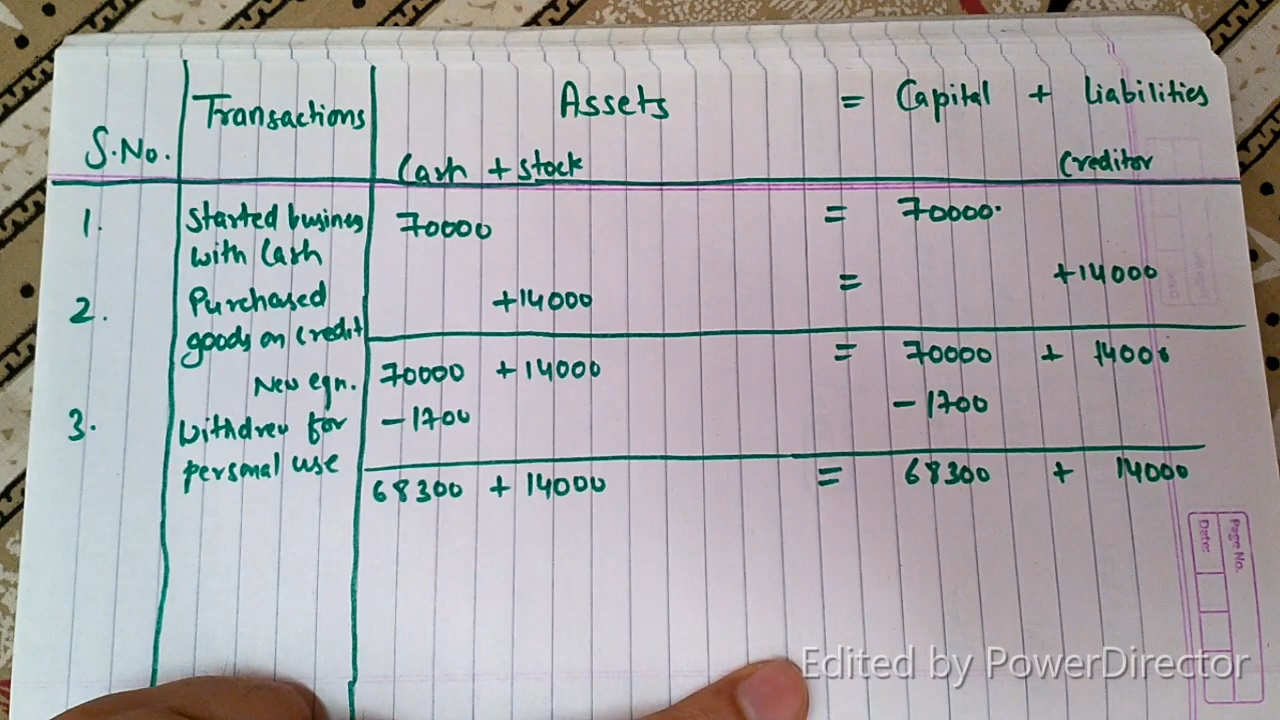 Assets = Capital + Liabilities
S.No. Transactions
Cash + stock Creditor
1. Started busines 70000 = 70000.
with Cash
2. Purchased +14000 = +14000
goods on Credit
New eqn. 70000 + 14000 = 70000 + 14000
3. Withdrew for -1700 -1700
personal use
68300 + 14000 = 68300 + 14000
Page No.
Date:
Edited by PowerDirector